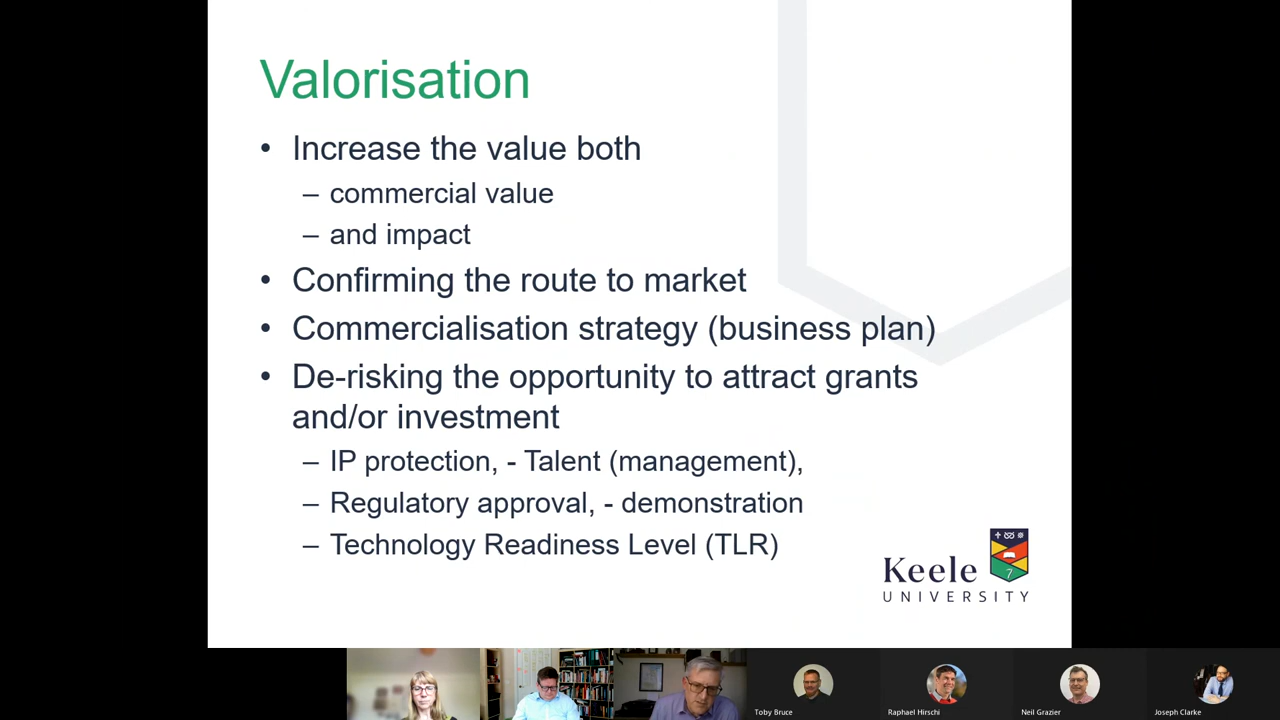 Valorisation
• Increase the value both
– commercial value
– and impact
• Confirming the route to market
• Commercialisation strategy (business plan)
• De-risking the opportunity to attract grants
and/or investment
– IP protection, - Talent (management),
– Regulatory approval, - demonstration
– Technology Readiness Level (TLR)
Keele
UNIVERSITY
Toby Bruce
Raphael Hirschi
Neil Grazier
Joseph Clarke